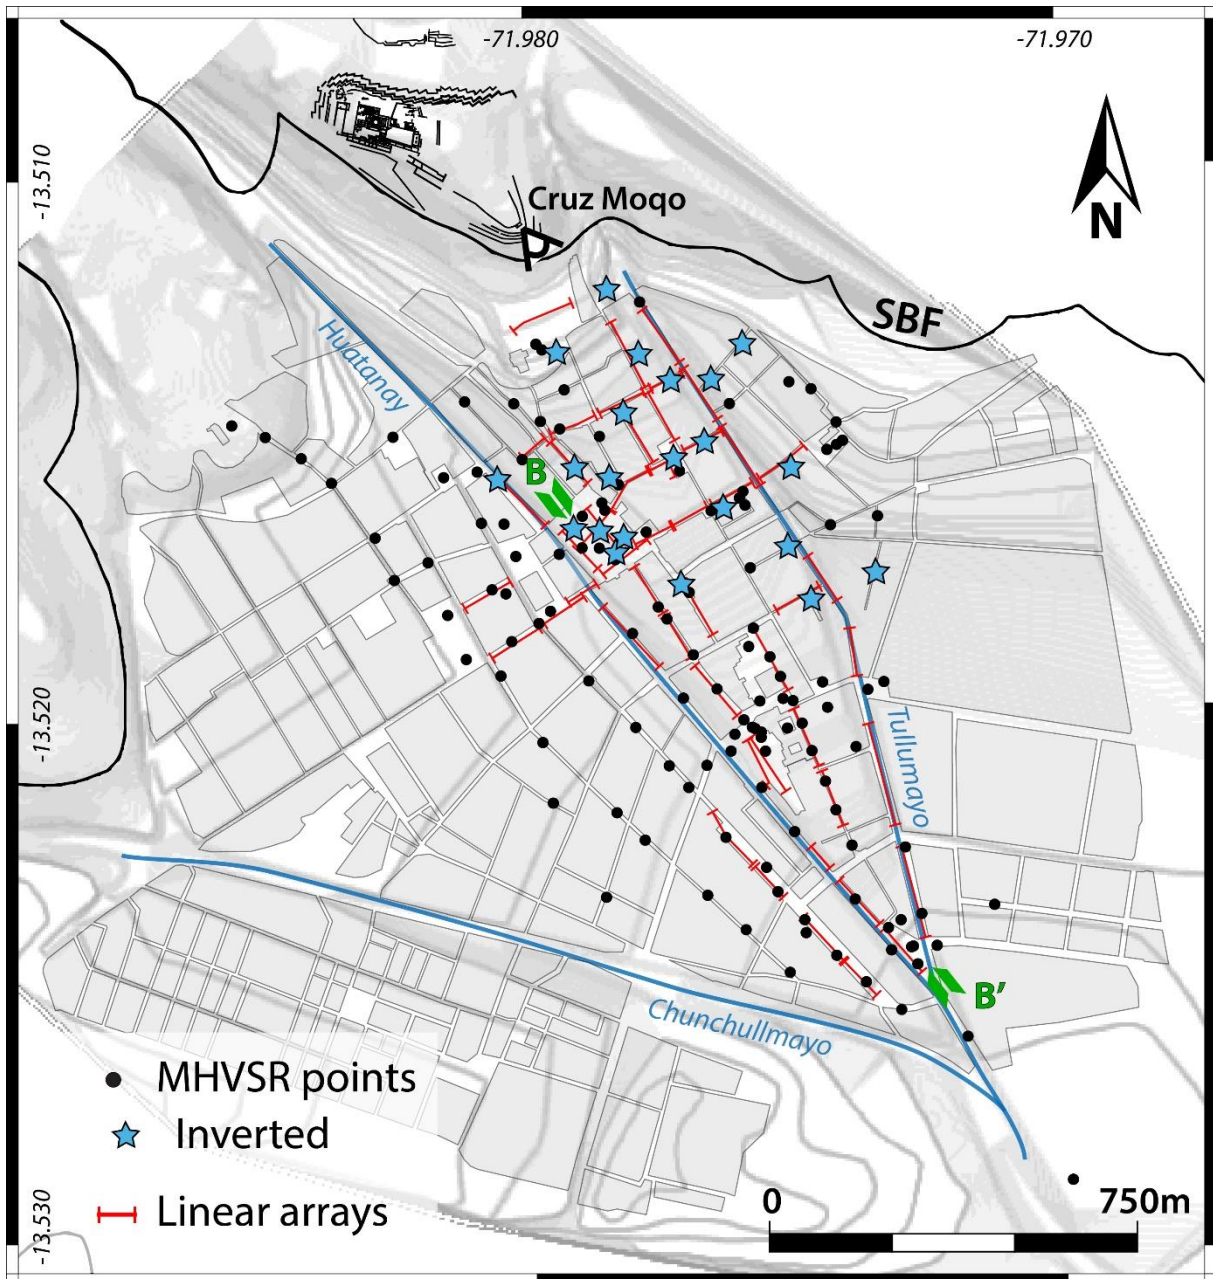 -71.980
-71.970
-13.510
Cruz Moqo
N
SBF
Huatanay
B
-13.520
Tullumayo
B’
Chunchullmayo
MHVSR points
Inverted
Linear arrays
0
750m
-13.530